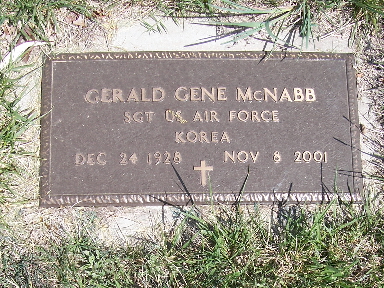 GERALD GENE McNABB
SGT US AIR FORCE
KOREA
DEC 24 1928 NOV 8 2001